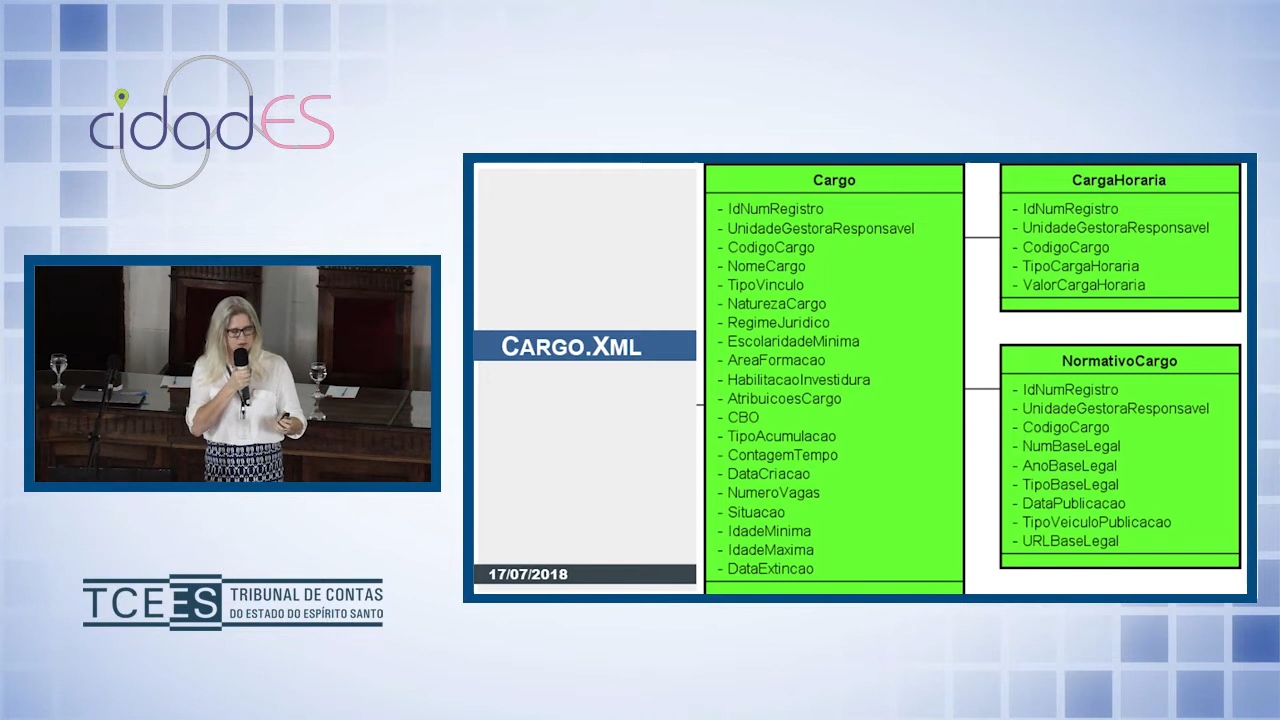 cidadES
TCEES
TRIBUNAL DE CONTAS
DO ESTADO DO ESPÍRITO SANTO
CARGO.XML
17/07/2018
Cargo
- IdNumRegistro
- UnidadeGestoraResponsavel
- CodigoCargo
- NomeCargo
- TipoVinculo
- NaturezaCargo
- RegimeJuridico
- EscolaridadeMinima
- AreaFormacao
- HabilitacaoInvestidura
- AtribuicoesCargo
- CBO
- TipoAcumulacao
- ContagemTempo
- DataCriacao
- NumeroVagas
- Situacao
- IdadeMinima
- IdadeMaxima
- DataExtincao
CargaHoraria
- IdNumRegistro
- UnidadeGestoraResponsavel
- CodigoCargo
- TipoCargaHoraria
- ValorCargaHoraria
NormativoCargo
- IdNumRegistro
- UnidadeGestoraResponsavel
- CodigoCargo
- NumBaseLegal
- AnoBaseLegal
- TipoBaseLegal
- DataPublicacao
- TipoVeiculoPublicacao
- URLBaseLegal